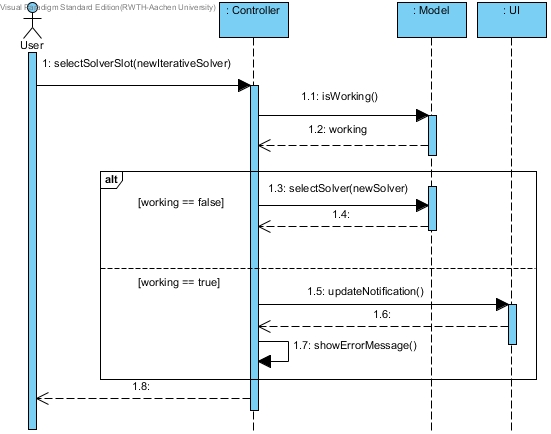 Visual Paradigm Standard Edition(RWTH-Aachen University)
: Controller
: Model
: UI
User
1: selectSolverSlot(newIterativeSolver)
1.1: isWorking()
1.2: working
alt
1.3: selectSolver(newSolver)
[working == false]
1.4:
[working == true]
1.5: updateNotification()
1.6:
1.7: showErrorMessage()
1.8: